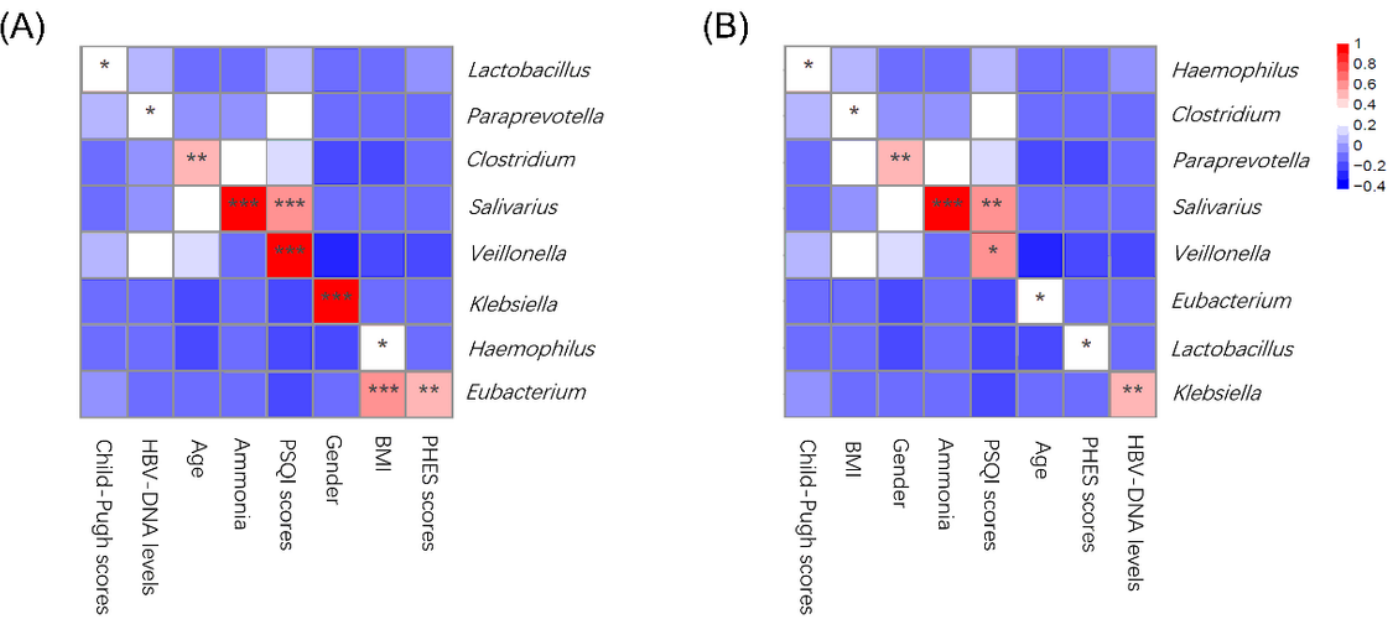 (A)
(B)
* Lactobacillus
* Paraprevotella
** Clostridium
*** *** Salivarius
*** Veillonella
*** Klebsiella
* Haemophilus
*** ** Eubacterium
Child-Pugh scores
HBV-DNA levels
Age
Ammonia
PSQI scores
Gender
BMI
PHES scores
* Haemophilus
* Clostridium
** Paraprevotella
*** ** Salivarius
* Veillonella
* Eubacterium
* Lactobacillus
** Klebsiella
Child-Pugh scores
BMI
Gender
Ammonia
PSQI scores
Age
PHES scores
HBV-DNA levels
1
0.8
0.6
0.4
0.2
0
−0.2
−0.4